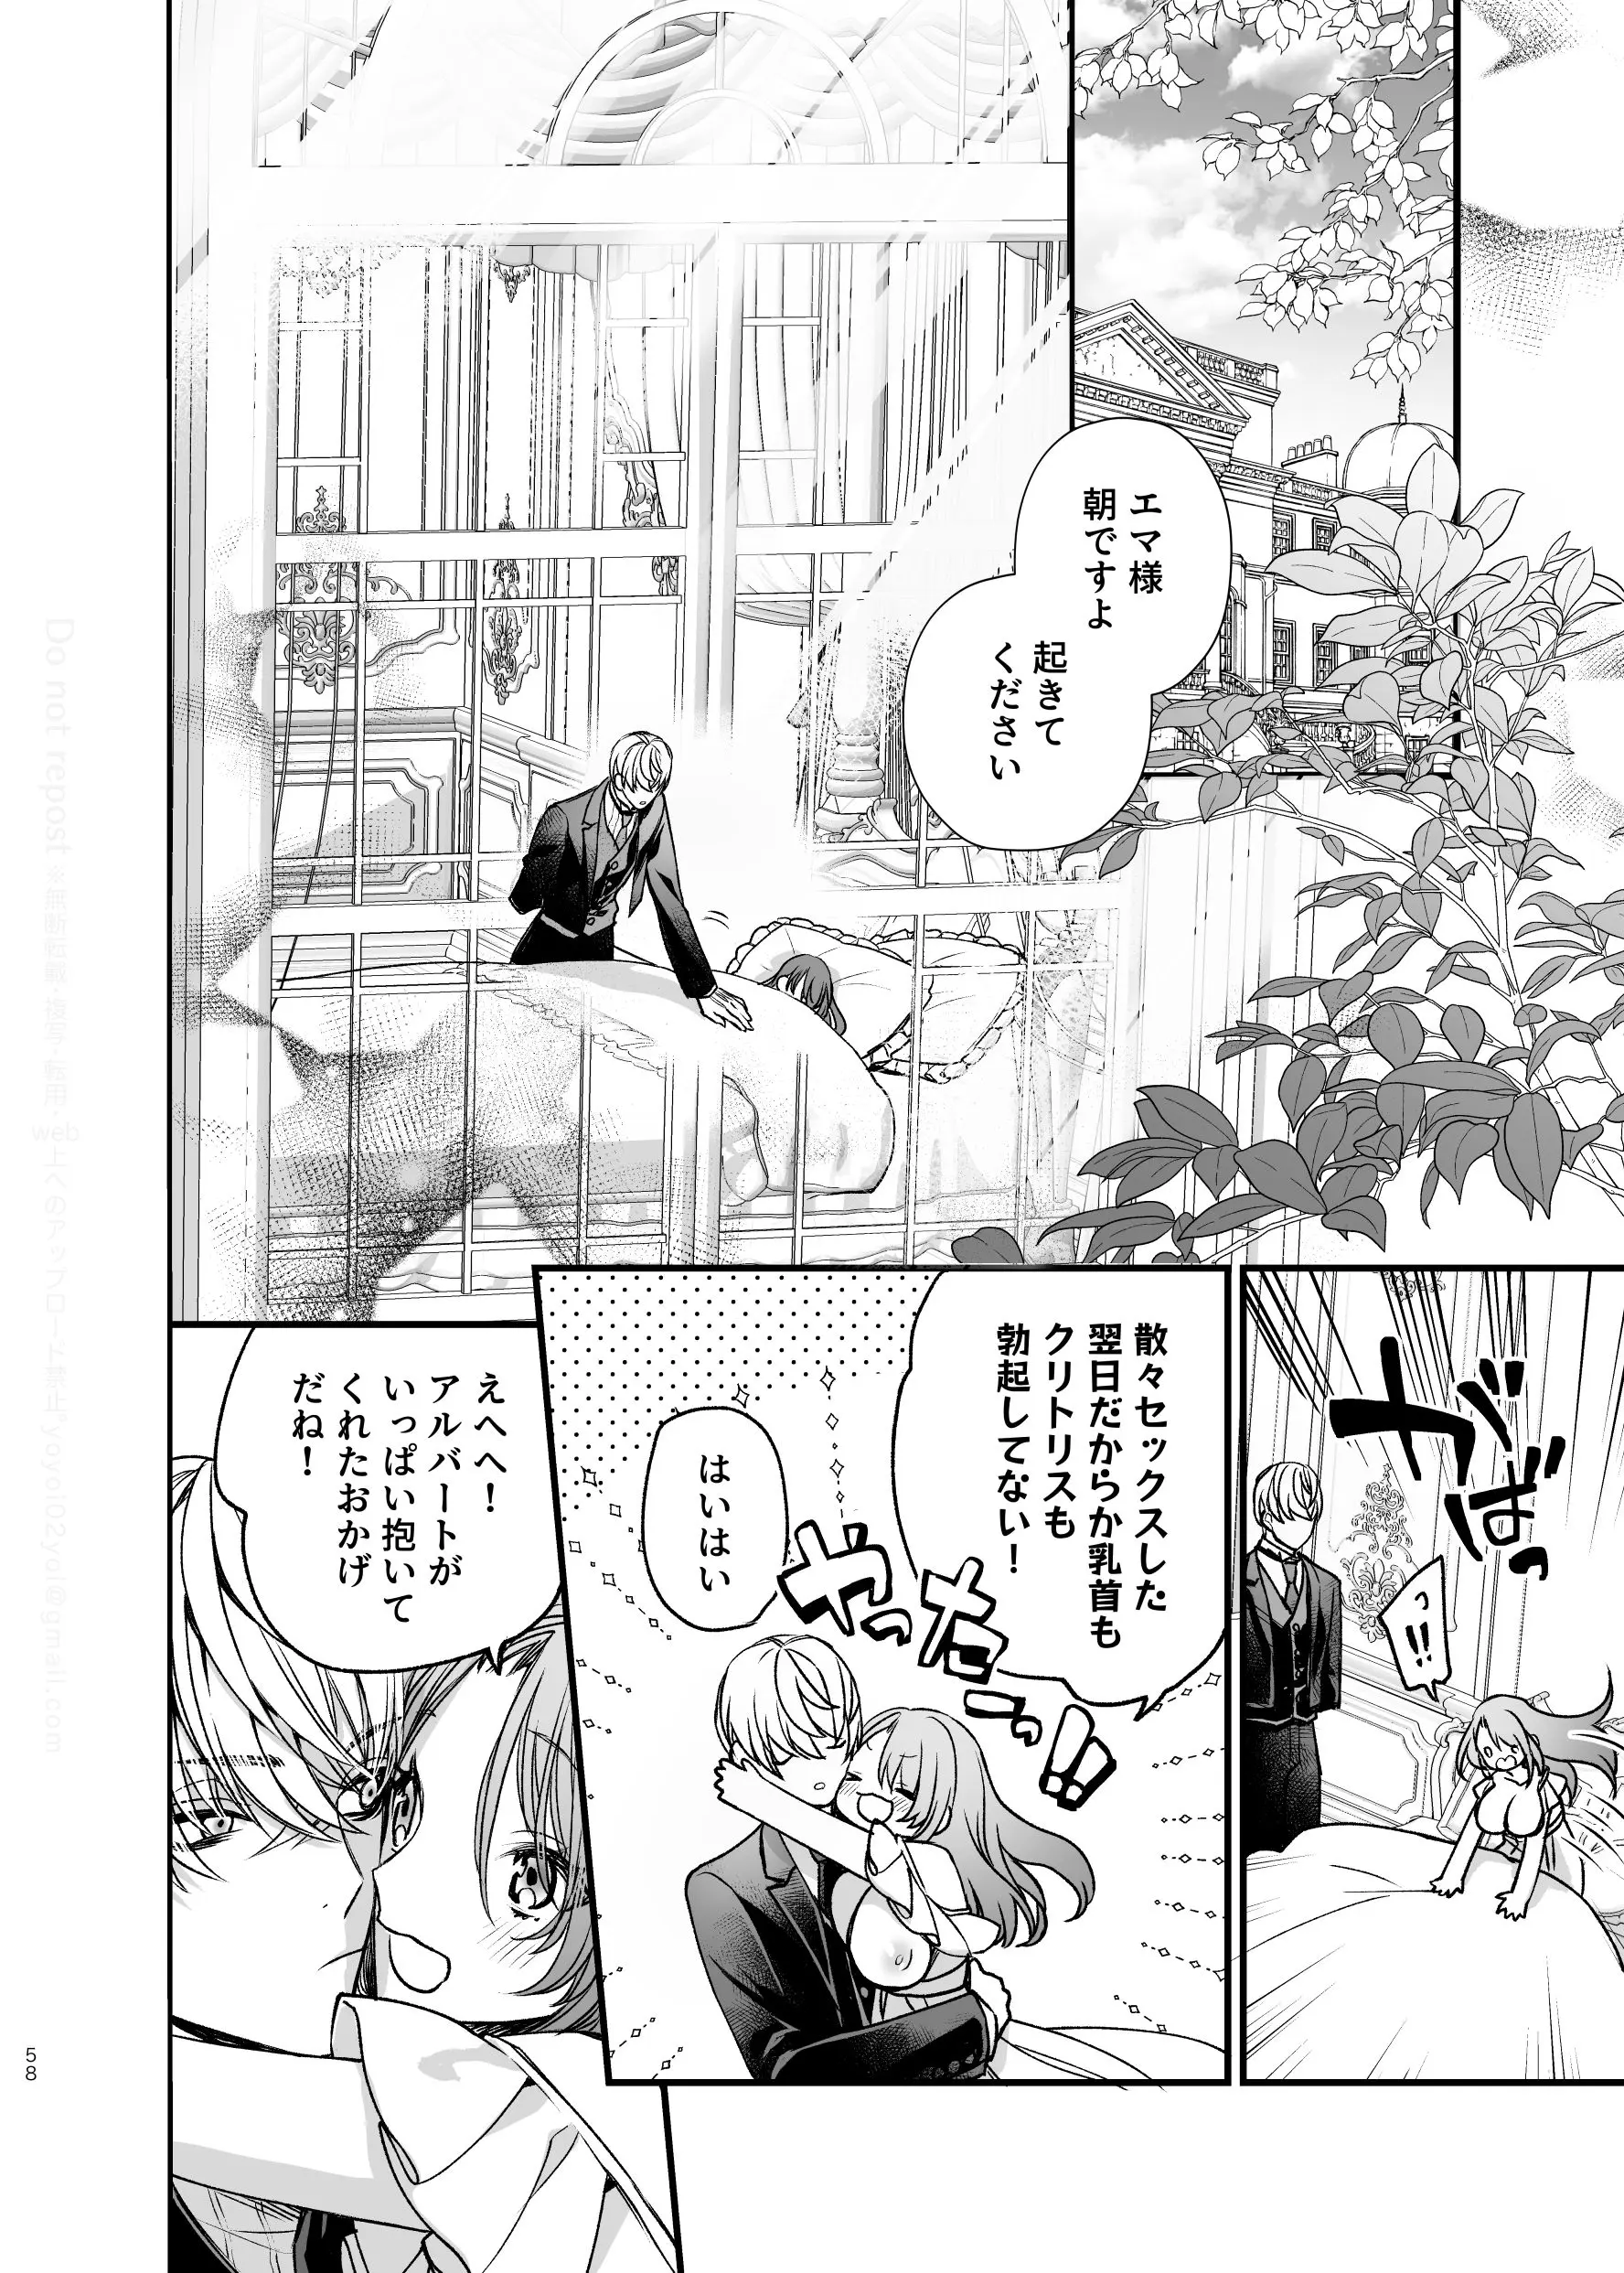 エマ様
朝ですよ
起きて
ください
がばっ
っ!!
散々セックスした
翌日だからか乳首も
クリトリスも
勃起してない！
やったーっ!!
はいはい
えへへ！
アルバートが
いっぱい抱いて
くれたおかげ
だね！
58
Do not repost ※無断転載・複写・転用・web上へのアップロード禁止"yoyoi02yoi@gmail.com